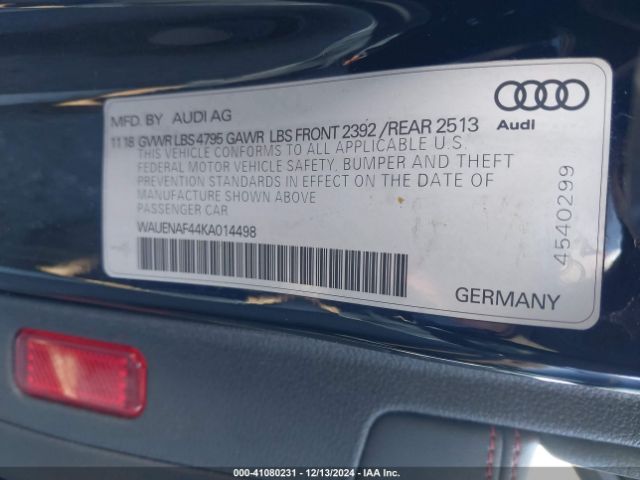 MFD. BY AUDI AG
Audi
11 18 GVWR LBS 4795 GAWR LBS FRONT 2392 /REAR 2513
THIS VEHICLE CONFORMS TO ALL APPLICABLE U.S.
FEDERAL MOTOR VEHICLE SAFETY, BUMPER AND THEFT
PREVENTION STANDARDS IN EFFECT ON THE DATE OF
MANUFACTURE SHOWN ABOVE
PASSENGER CAR
WAUENAF44KA014498
4540299
GERMANY
000-41080231 - 12/13/2024 - IAA Inc.